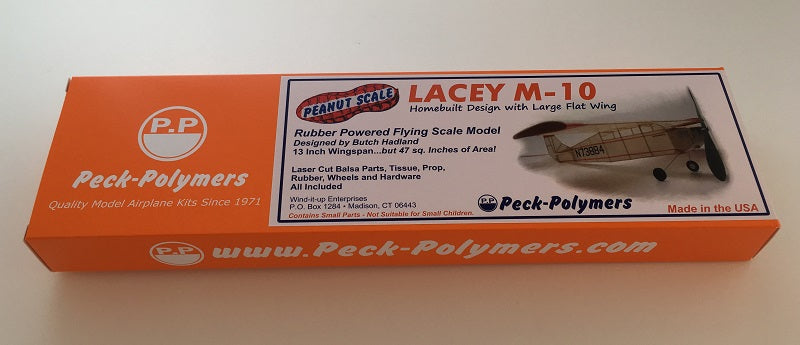 P.P
Peck-Polymers
Quality Model Airplane Kits Since 1971
PEANUT SCALE
LACEY M-10
Homebuilt Design with Large Flat Wing
Rubber Powered Flying Scale Model
Designed by Butch Hadland
13 Inch Wingspan...but 47 sq. Inches of Area!
Laser Cut Balsa Parts, Tissue, Prop,
Rubber, Wheels and Hardware
All Included
Wind-it-up Enterprises
P.O. Box 1284 • Madison, CT 06443
Contains Small Parts - Not Suitable for Small Children.
N13884
P.P
Peck-Polymers
Made in the USA
P.P
www.Peck-Polymers.com